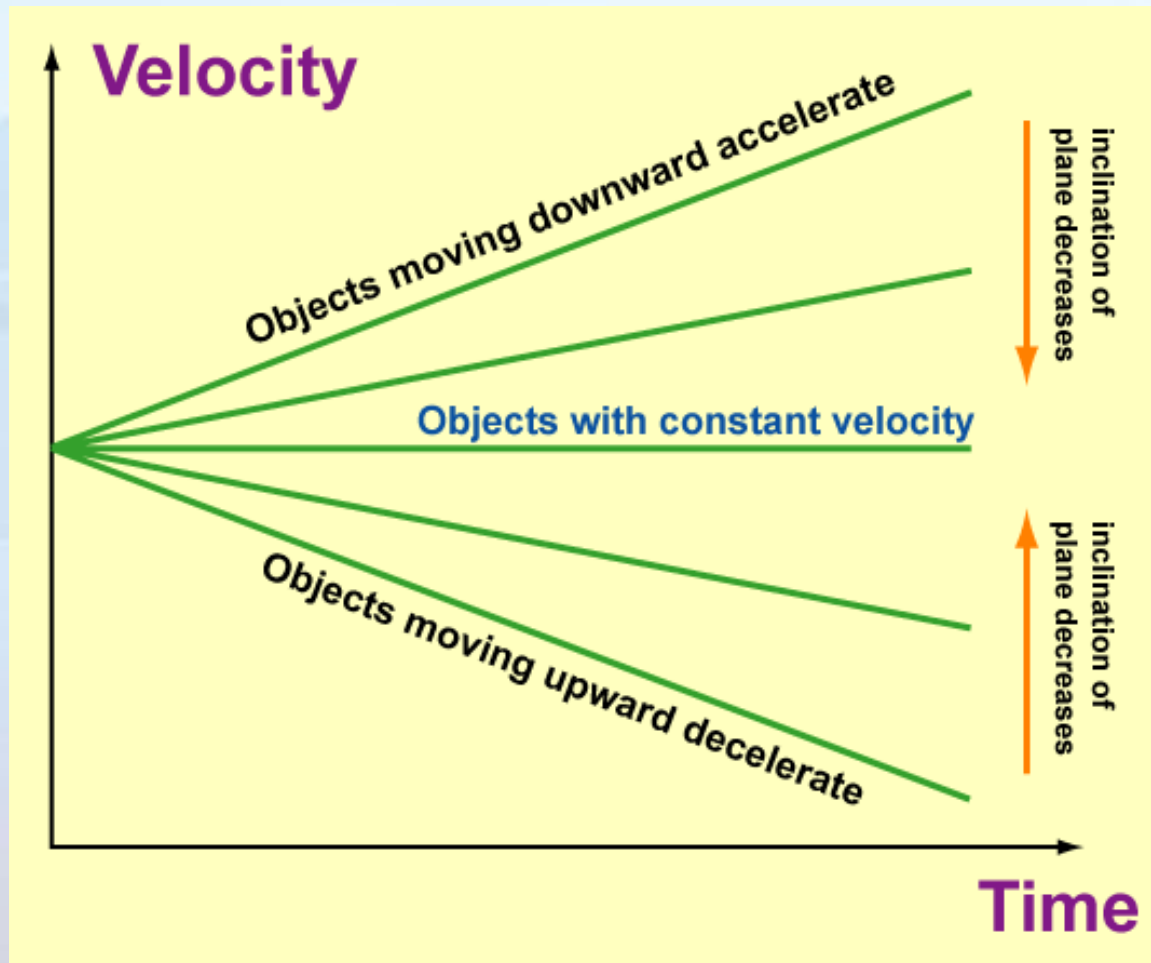 Velocity
Objects moving downward accelerate
inclination of
plane decreases
Objects with constant velocity
Objects moving upward decelerate
inclination of
plane decreases
Time